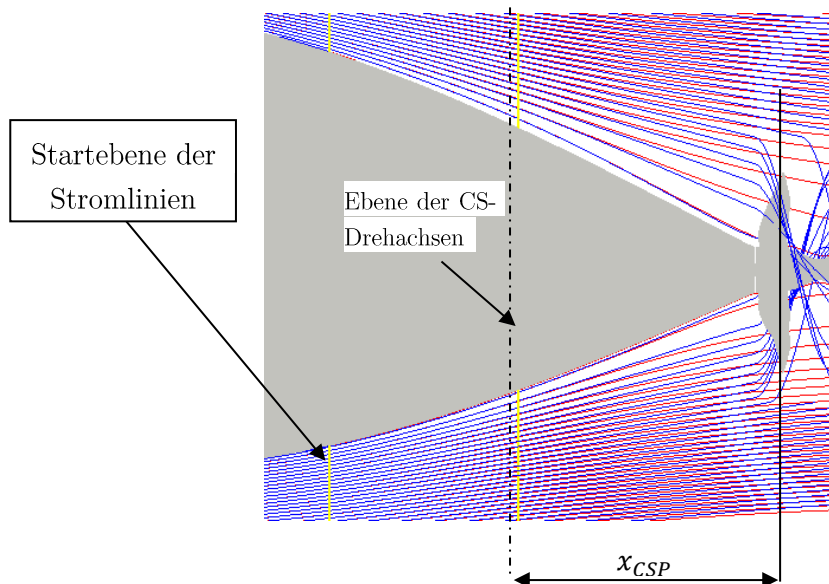 Startebene der
Stromlinien
Ebene der CS-
Drehachsen
x_CSP